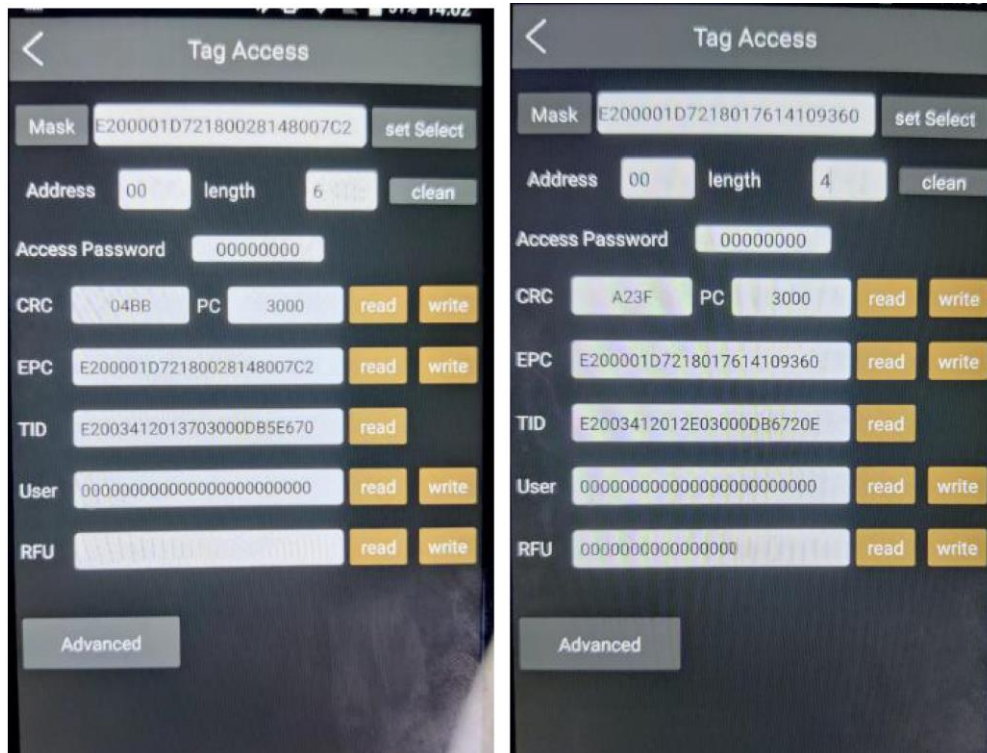 14:02
Tag Access
Mask E200001D72180028148007C2 set Select
Address 00 length 6 clean
Access Password 00000000
CRC 04BB PC 3000 read write
EPC E200001D72180028148007C2 read write
TID E2003412013703000DB5E670 read
User 000000000000000000000000 read write
RFU read write
Advanced
Tag Access
Mask E200001D7218017614109360 set Select
Address 00 length 4 clean
Access Password 00000000
CRC A23F PC 3000 read write
EPC E200001D7218017614109360 read write
TID E2003412012E03000DB6720E read
User 000000000000000000000000 read write
RFU 0000000000000000 read write
Advanced